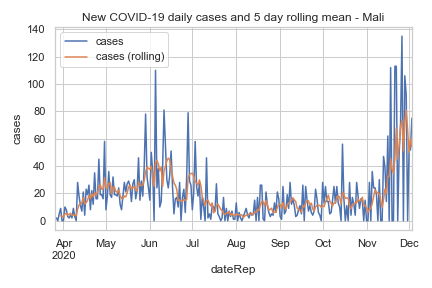 New COVID-19 daily cases and 5 day rolling mean - Mali
cases
cases (rolling)
140
120
100
80
60
40
20
0
cases
Apr
2020
May
Jun
Jul
Aug
Sep
Oct
Nov
Dec
dateRep